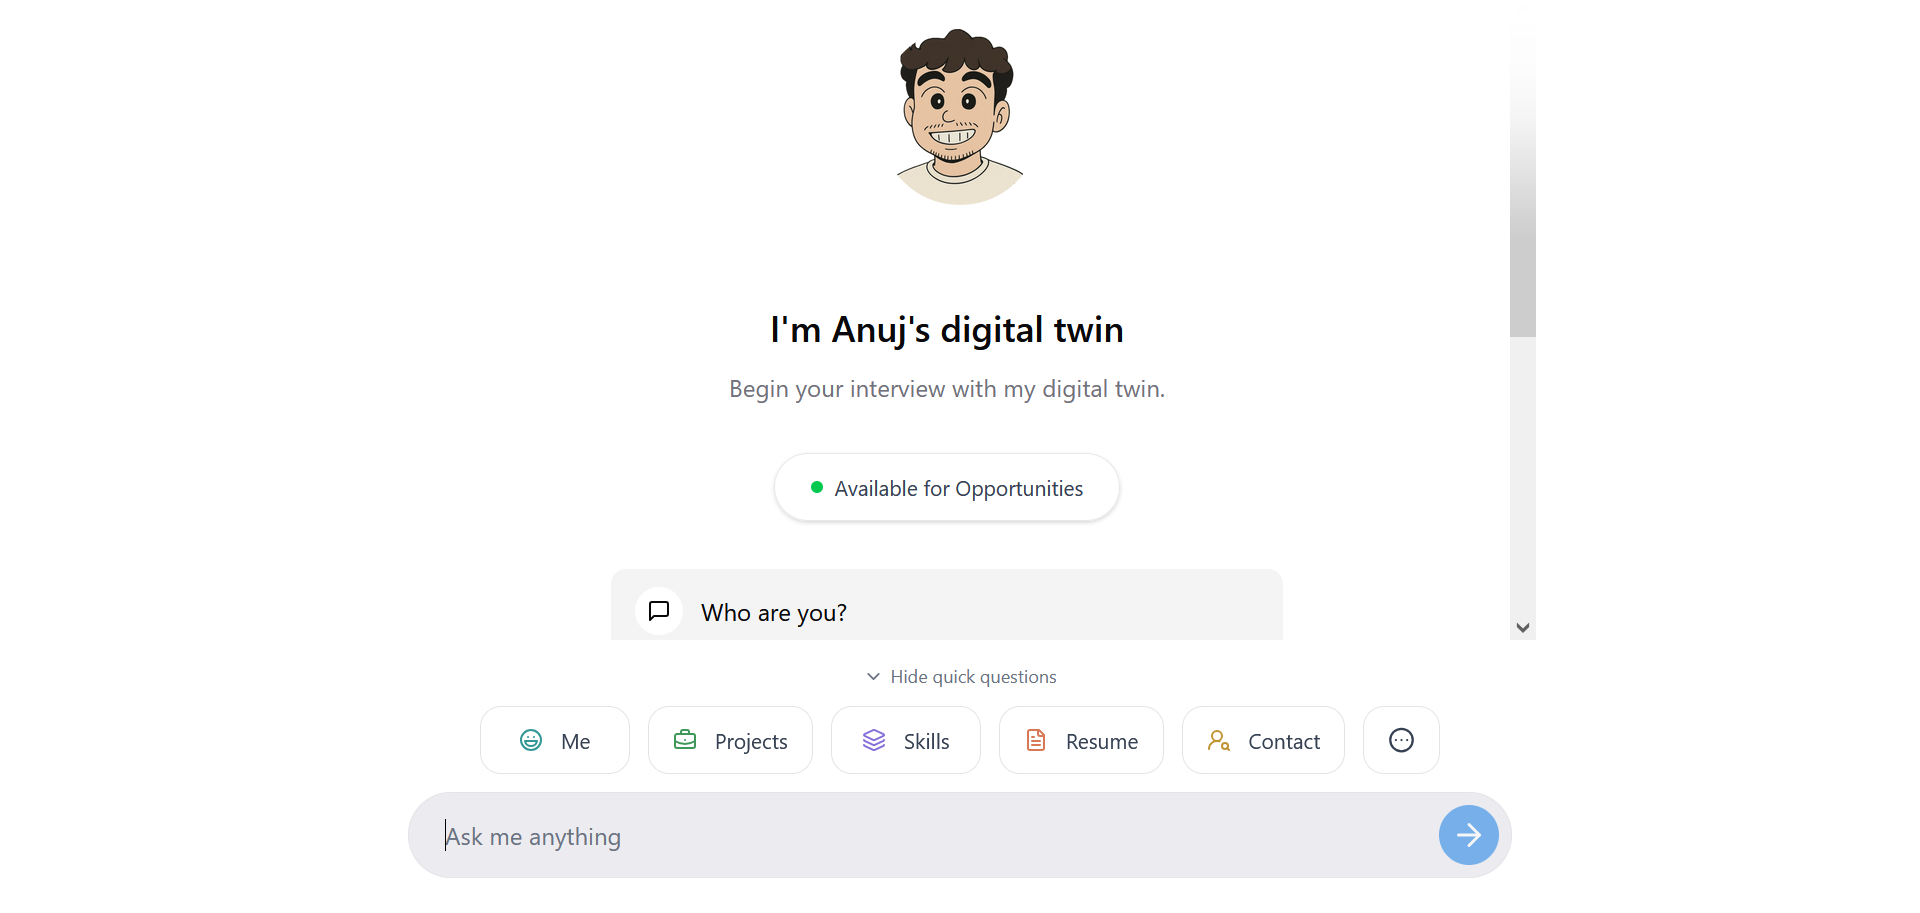 I'm Anuj's digital twin
Begin your interview with my digital twin.
Available for Opportunities
Who are you?
Hide quick questions
Me
Projects
Skills
Resume
Contact
Ask me anything